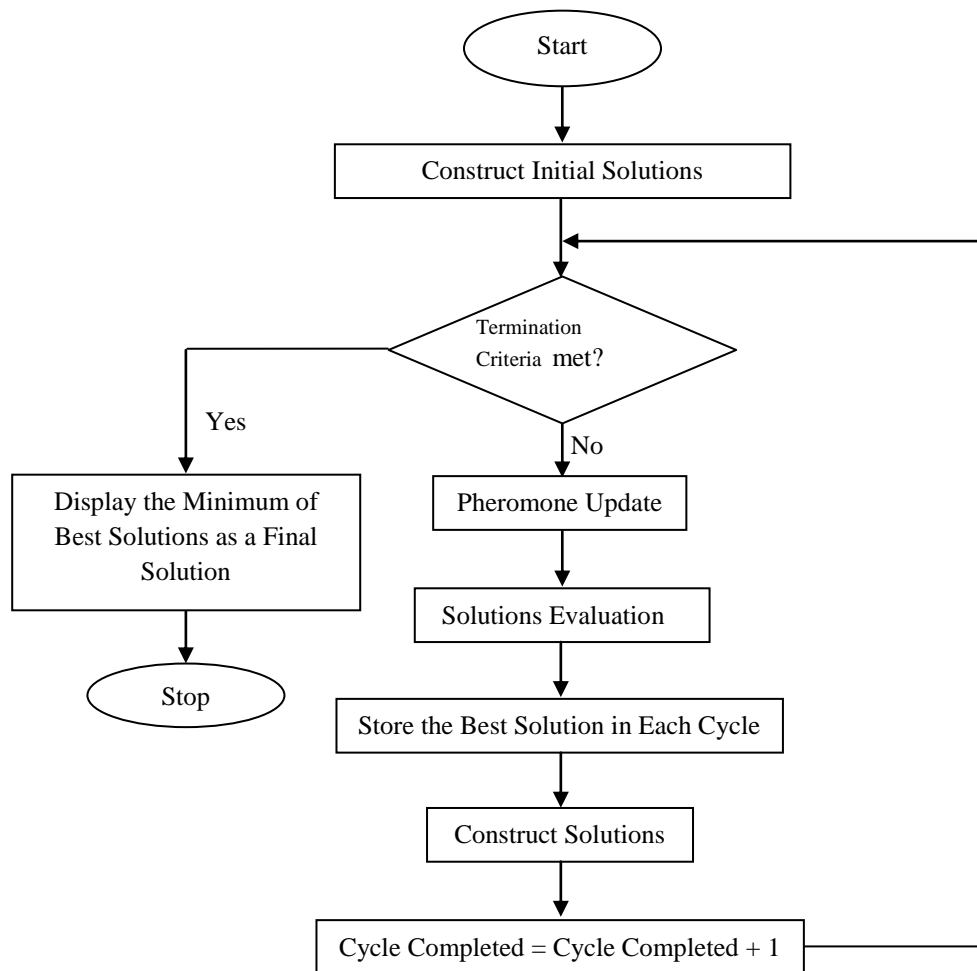 Start
Construct Initial Solutions
Termination
Criteria met?
Yes
No
Display the Minimum of
Best Solutions as a Final
Solution
Pheromone Update
Solutions Evaluation
Stop
Store the Best Solution in Each Cycle
Construct Solutions
Cycle Completed = Cycle Completed + 1